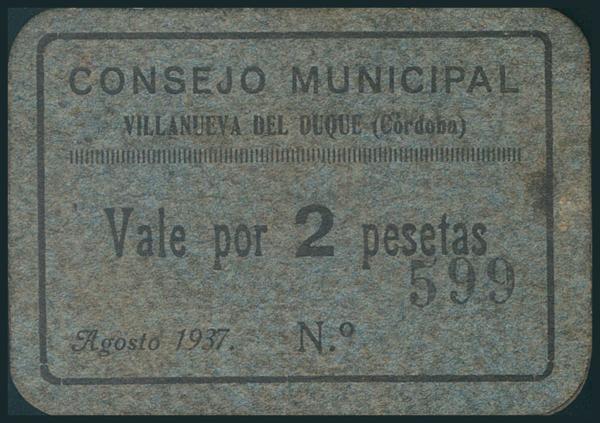 CONSEJO MUNICIPAL
VILLANUEVA DEL DUQUE (Córdoba)
Vale por 2 pesetas
599
Agosto 1937. N.º